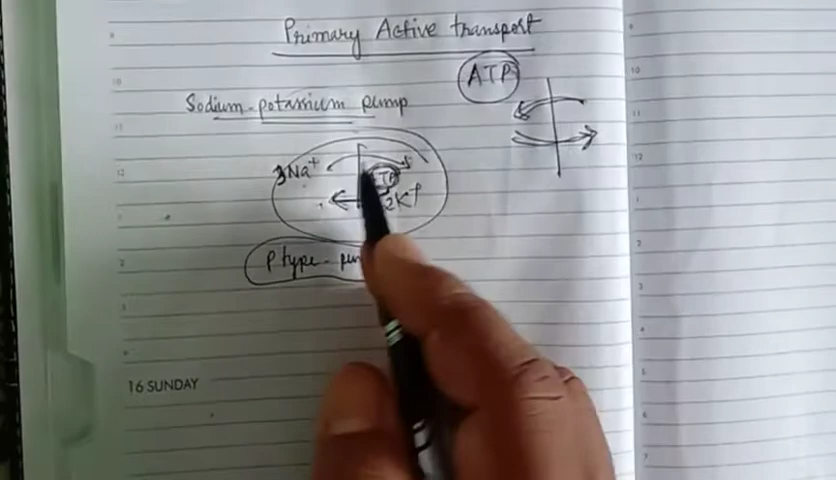 Primary Active transport
ATP
Sodium-potassium pump
3Na+
ATP
2K+
P type -
16 SUNDAY